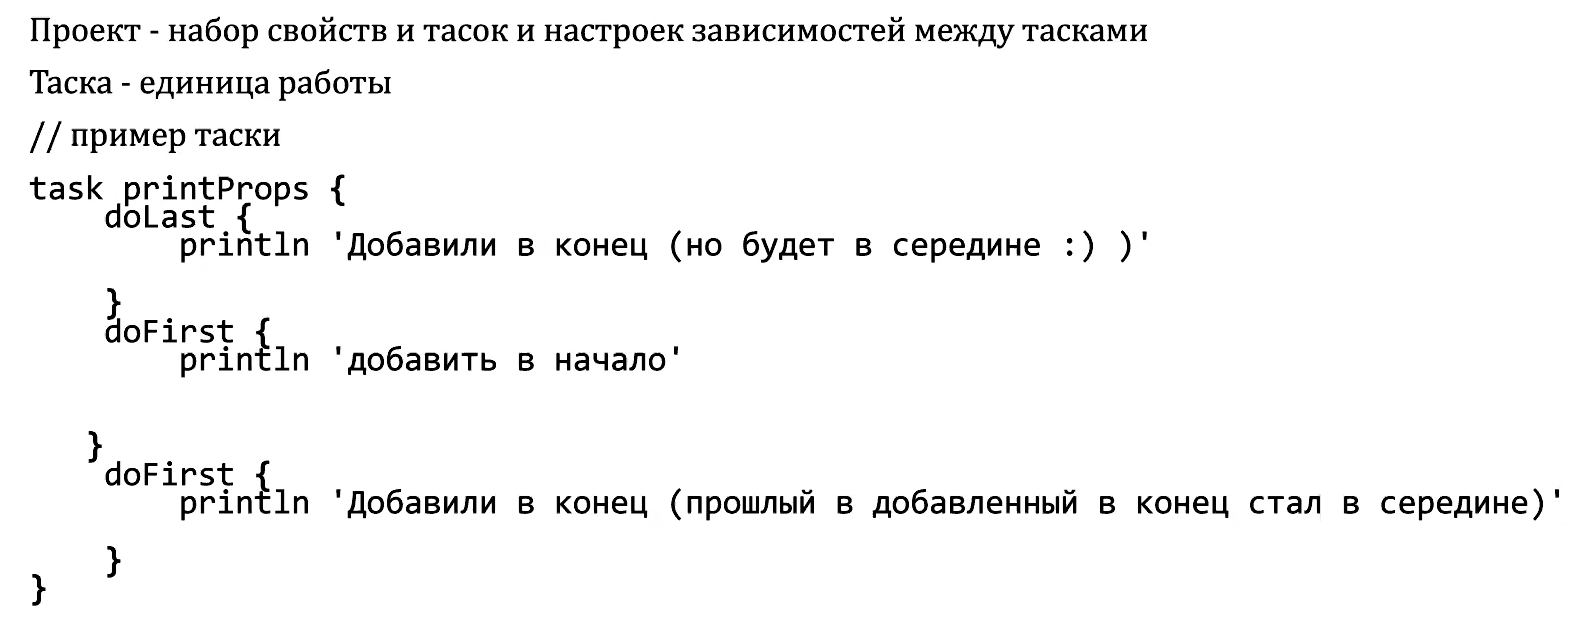 Проект - набор свойств и тасок и настроек зависимостей между тасками
Таска - единица работы
// пример таски
task printProps {
doLast {
println 'Добавили в конец (но будет в середине :) )'
}
doFirst {
println 'добавить в начало'
}
doFirst {
println 'Добавили в конец (прошлый в добавленный в конец стал в середине)'
}
}